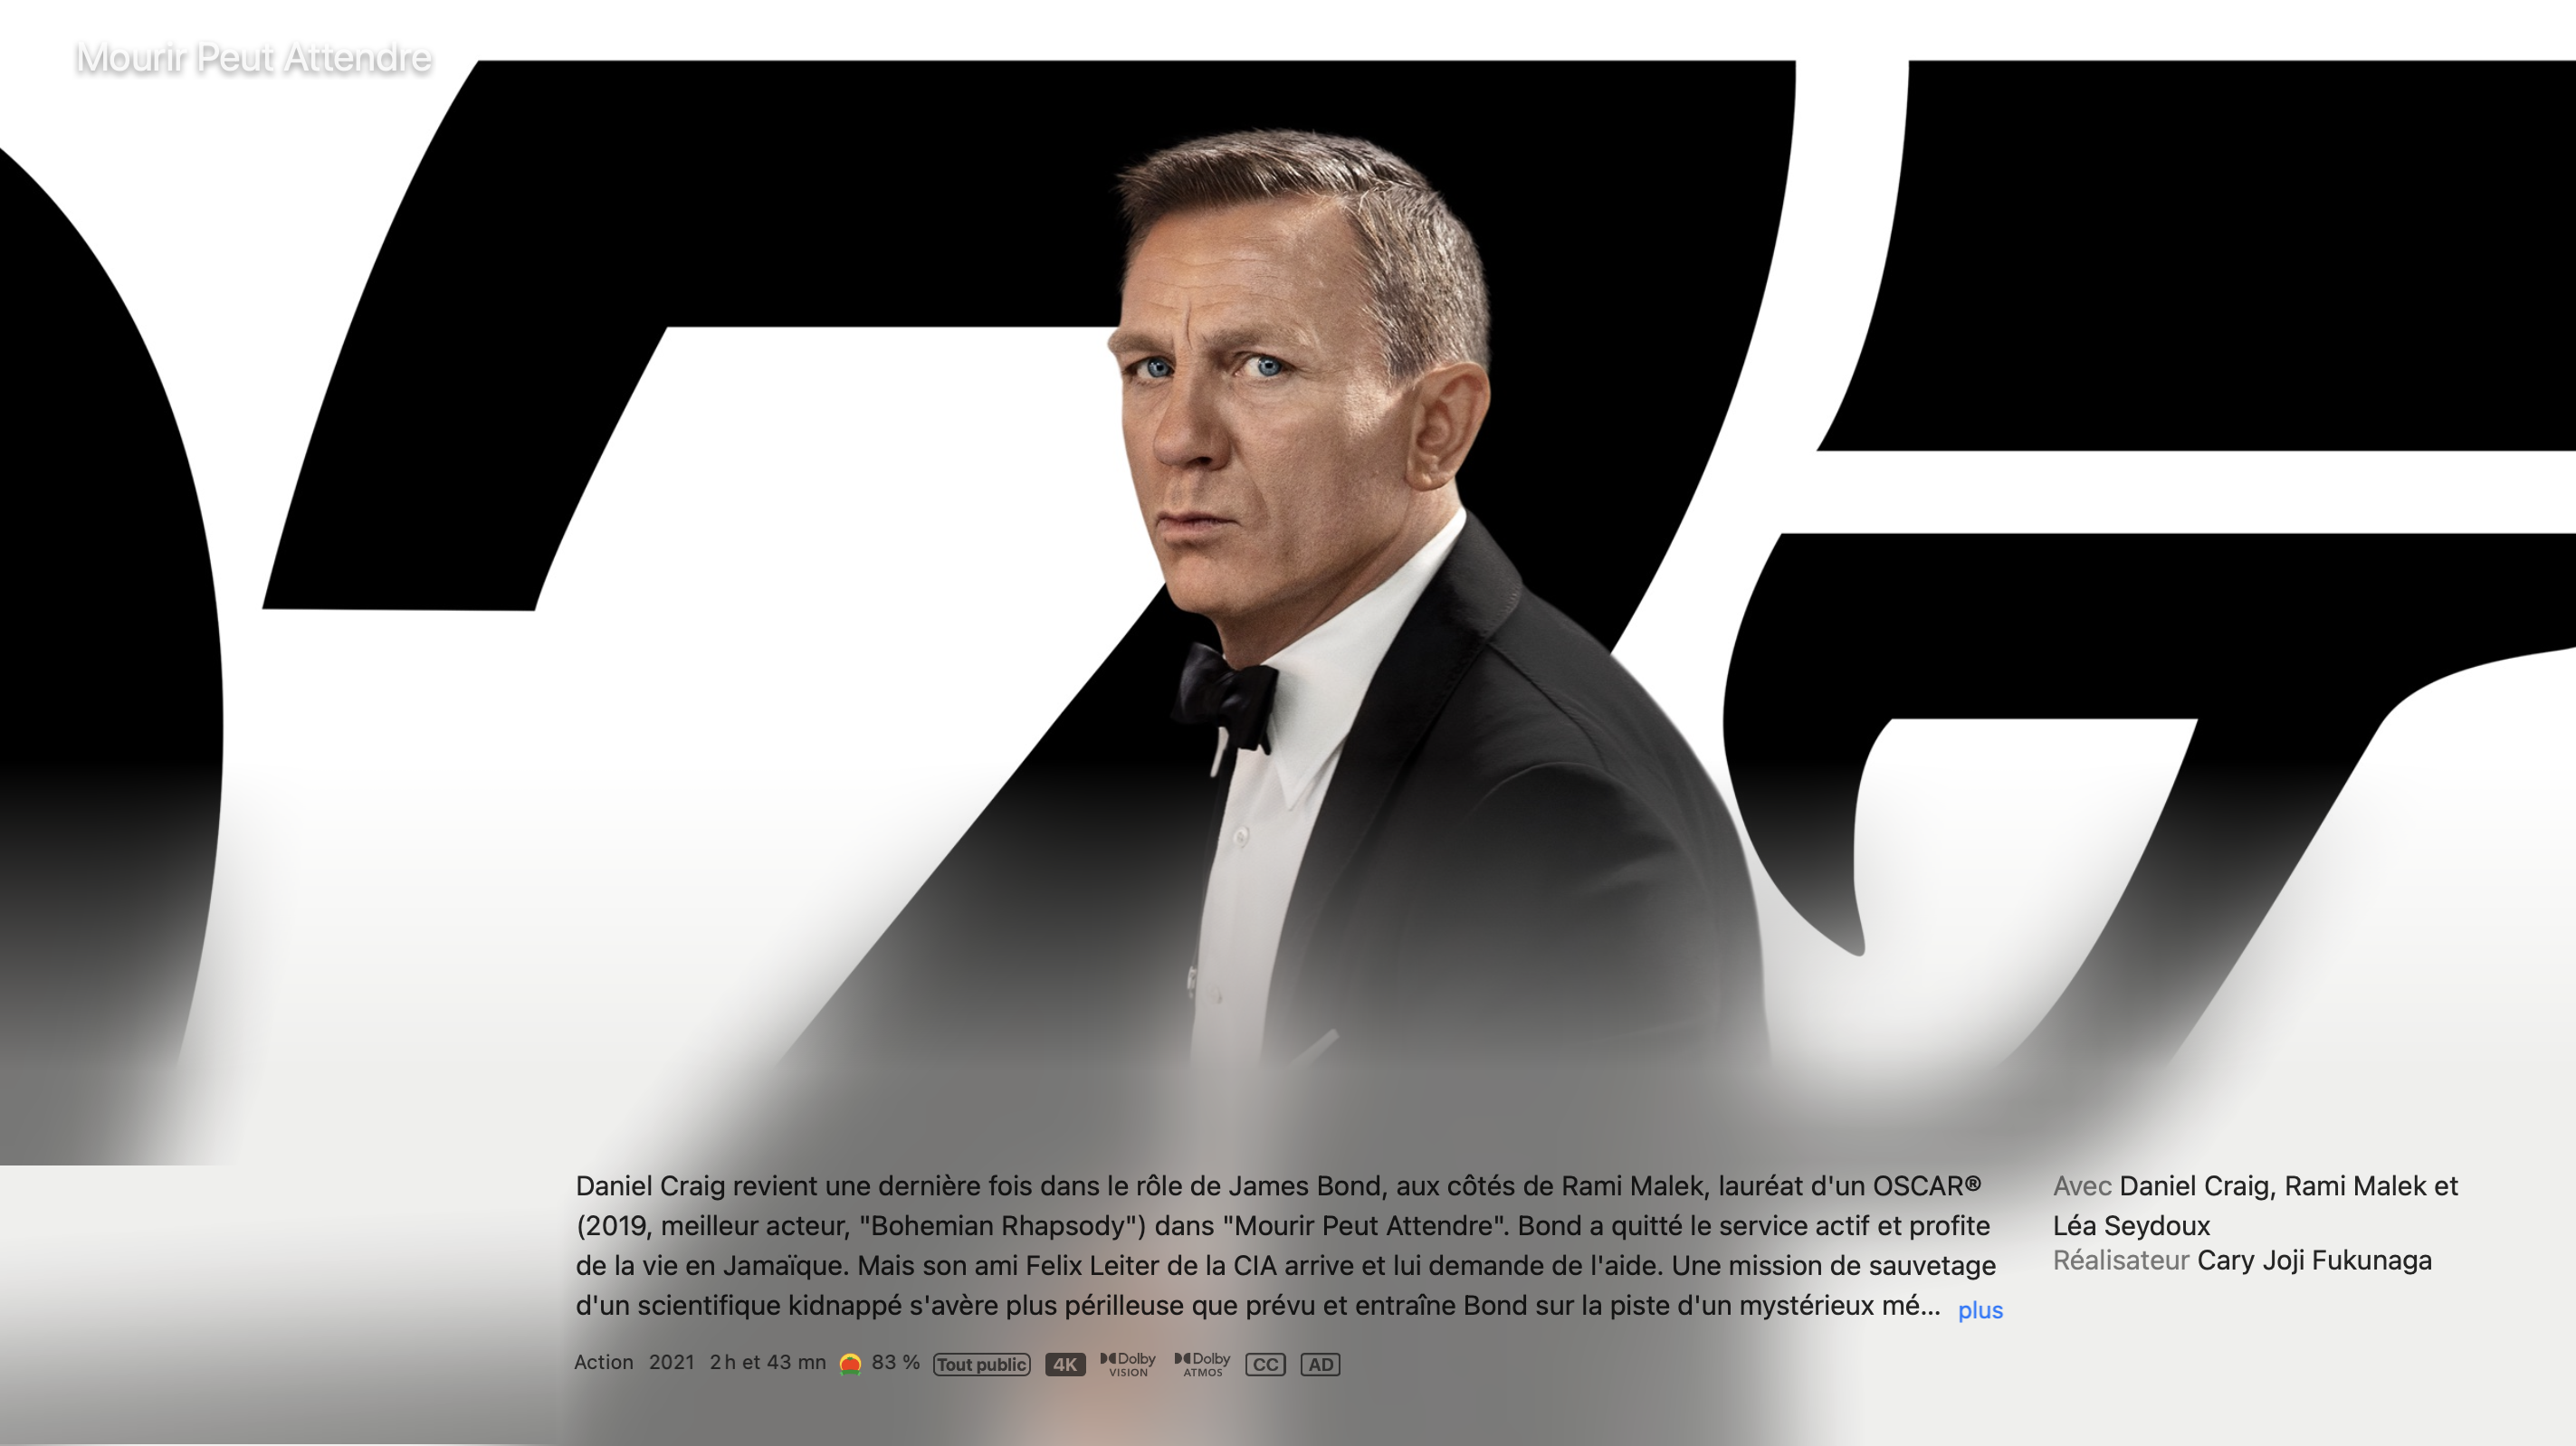 Mourir Peut Attendre
Daniel Craig revient une dernière fois dans le rôle de James Bond, aux côtés de Rami Malek, lauréat d'un OSCAR®
(2019, meilleur acteur, "Bohemian Rhapsody") dans "Mourir Peut Attendre". Bond a quitté le service actif et profite
de la vie en Jamaïque. Mais son ami Felix Leiter de la CIA arrive et lui demande de l'aide. Une mission de sauvetage
d'un scientifique kidnappé s'avère plus périlleuse que prévu et entraîne Bond sur la piste d'un mystérieux mé... plus
Avec Daniel Craig, Rami Malek et
Léa Seydoux
Réalisateur Cary Joji Fukunaga
Action 2021 2 h et 43 mn 83 % Tout public 4K Dolby VISION Dolby ATMOS CC AD